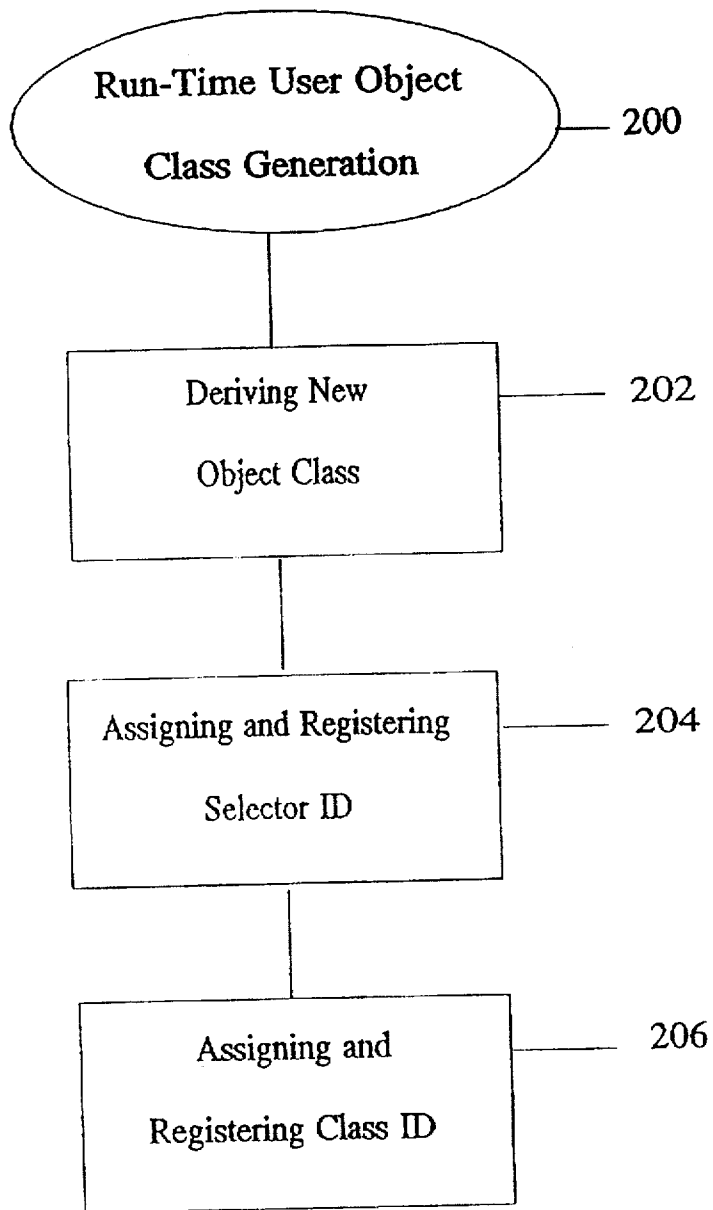 Run-Time User Object
Class Generation
200
Deriving New
Object Class
202
Assigning and Registering
Selector ID
204
Assigning and
Registering Class ID
206